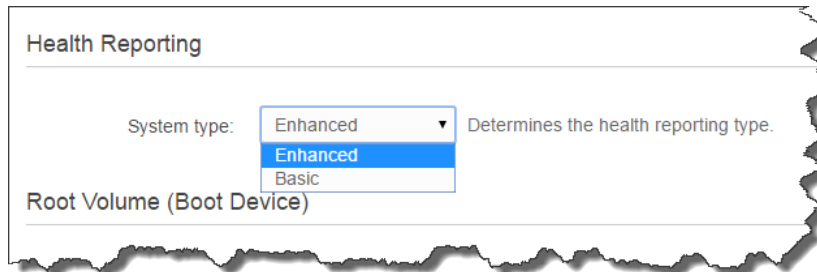 Health Reporting
System type: Enhanced Determines the health reporting type.
Enhanced
Basic
Root Volume (Boot Device)